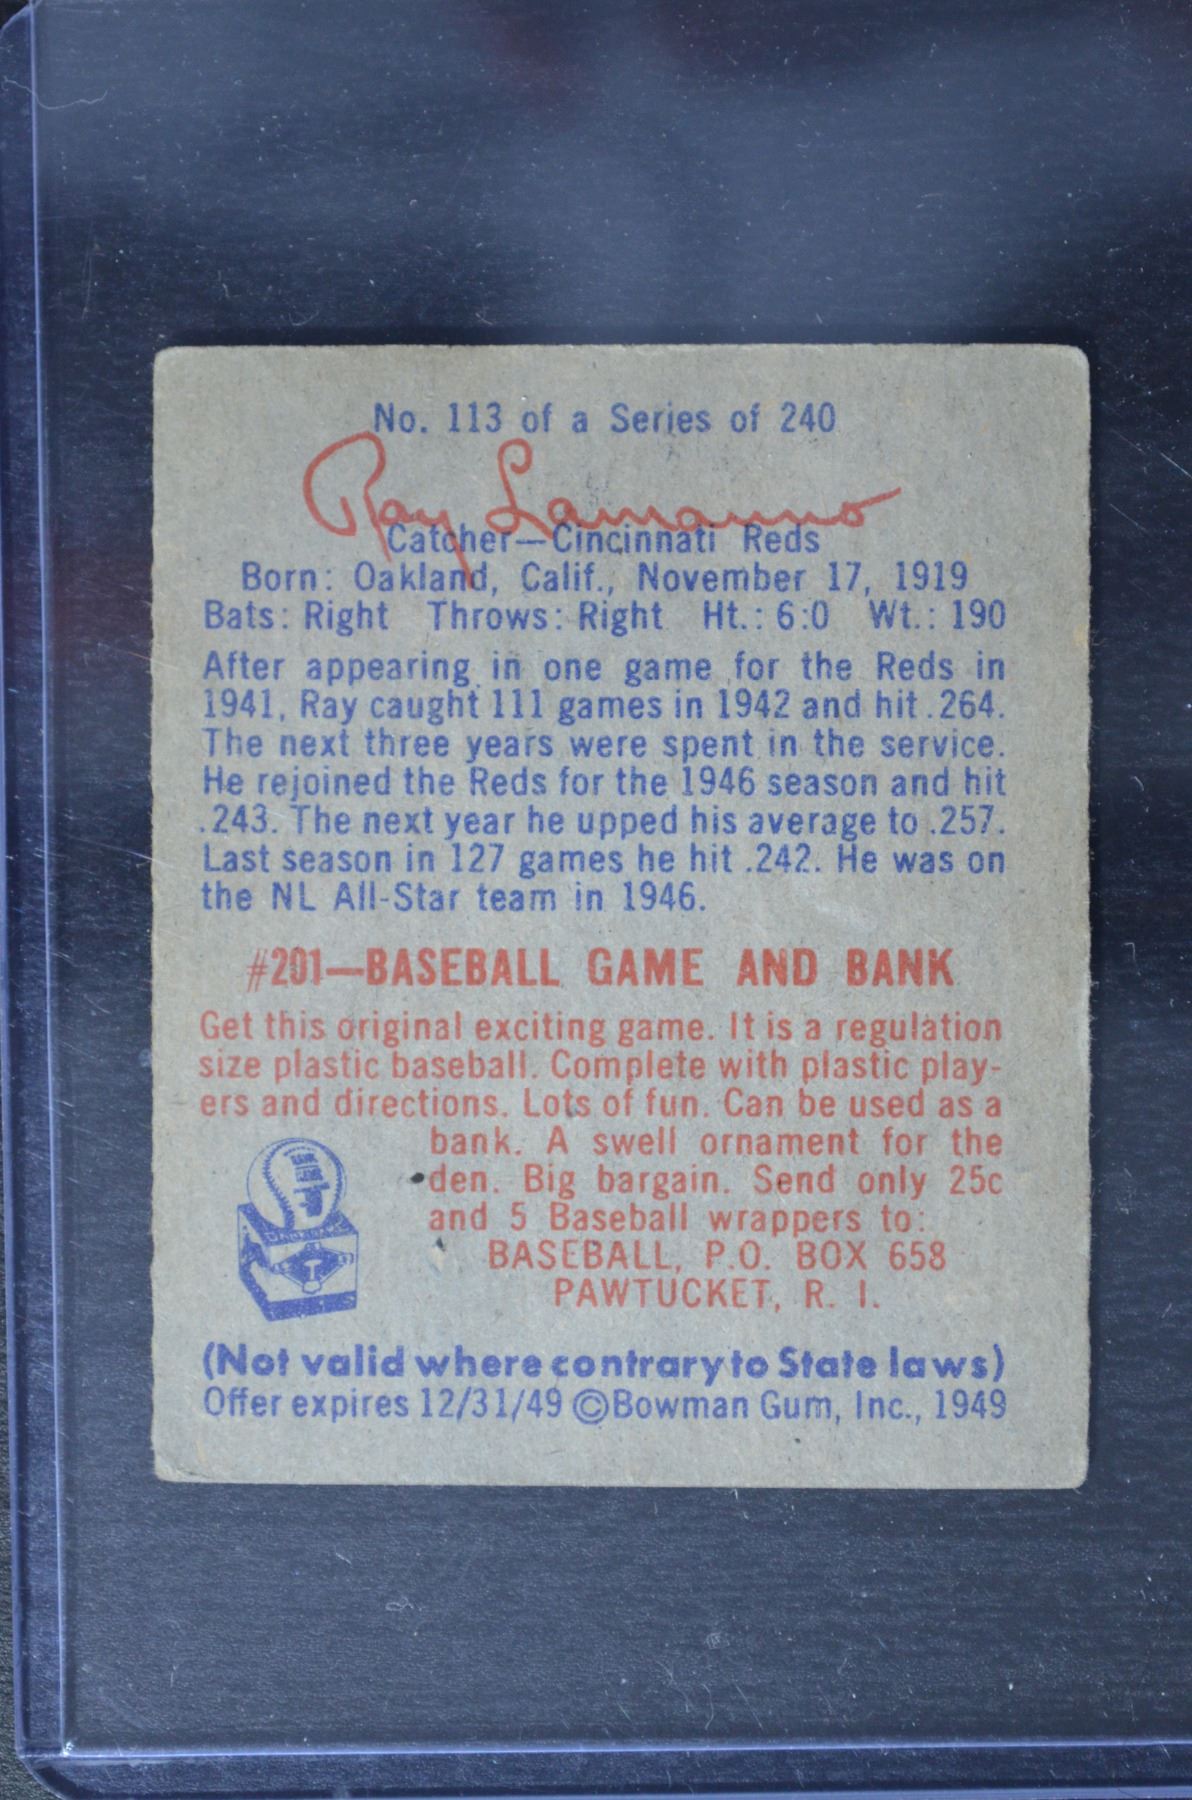 No. 113 of a Series of 240
Ray Lamanno
Catcher—Cincinnati Reds
Born: Oakland, Calif., November 17, 1919
Bats: Right Throws: Right Ht.: 6:0 Wt.: 190
After appearing in one game for the Reds in
1941, Ray caught 111 games in 1942 and hit .264.
The next three years were spent in the service.
He rejoined the Reds for the 1946 season and hit
.243. The next year he upped his average to .257.
Last season in 127 games he hit .242. He was on
the NL All-Star team in 1946.
#201—BASEBALL GAME AND BANK
Get this original exciting game. It is a regulation
size plastic baseball. Complete with plastic play-
ers and directions. Lots of fun. Can be used as a
bank. A swell ornament for the
den. Big bargain. Send only 25c
and 5 Baseball wrappers to:
BASEBALL, P.O. BOX 658
PAWTUCKET, R. I.
(Not valid where contrary to State laws)
Offer expires 12/31/49 ©Bowman Gum, Inc., 1949